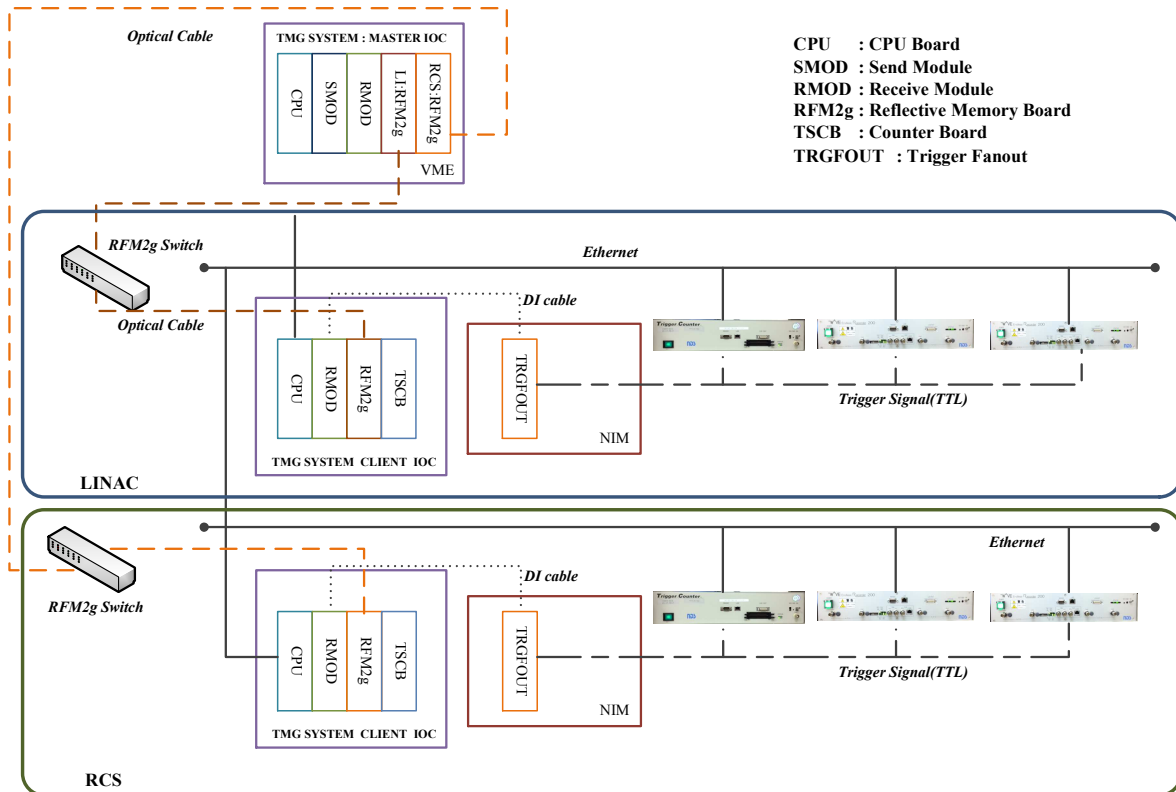 Optical Cable
TMG SYSTEM : MASTER IOC
CPU
SMOD
RMOD
LI:RFM2g
RCS:RFM2g
VME
CPU : CPU Board
SMOD : Send Module
RMOD : Receive Module
RFM2g : Reflective Memory Board
TSCB : Counter Board
TRGFOUT : Trigger Fanout
RFM2g Switch
Ethernet
Optical Cable
DI cable
CPU
RMOD
RFM2g
TSCB
TMG SYSTEM CLIENT IOC
TRGFOUT
NIM
Trigger Counter
Trigger Signal(TTL)
LINAC
RFM2g Switch
Ethernet
DI cable
CPU
RMOD
RFM2g
TSCB
TMG SYSTEM CLIENT IOC
TRGFOUT
NIM
Trigger Counter
Trigger Signal(TTL)
RCS